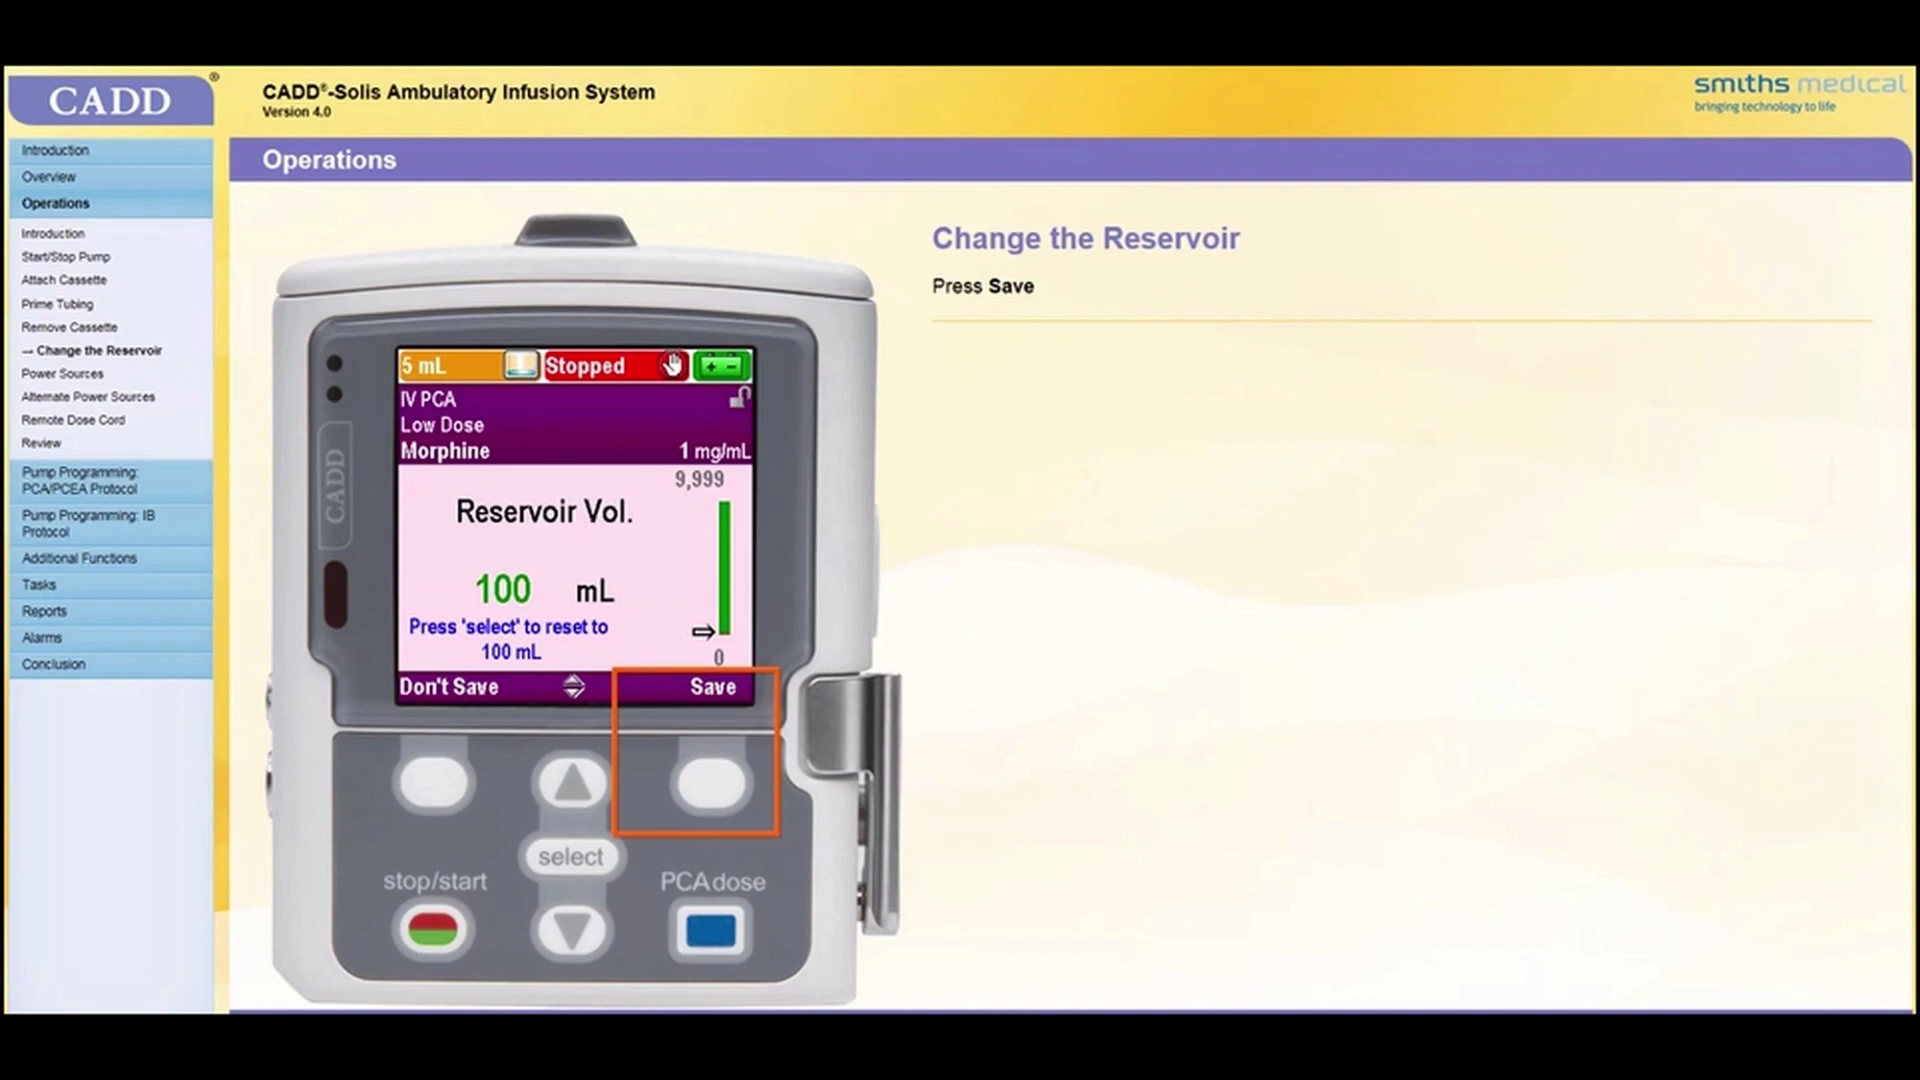 CADD®
CADD®-Solis Ambulatory Infusion System
Version 4.0
smiths medical
bringing technology to life
Introduction
Overview
Operations
Introduction
Start/Stop Pump
Attach Cassette
Prime Tubing
Remove Cassette
→ Change the Reservoir
Power Sources
Alternate Power Sources
Remote Dose Cord
Review
Pump Programming:
PCA/PCEA Protocol
Pump Programming: IB
Protocol
Additional Functions
Tasks
Reports
Alarms
Conclusion
Operations
Change the Reservoir
Press Save
CADD
5 mL
Stopped
IV PCA
Low Dose
Morphine 1 mg/mL
9,999
Reservoir Vol.
100 mL
Press 'select' to reset to
100 mL
0
Don't Save Save
select
stop/start
PCA dose